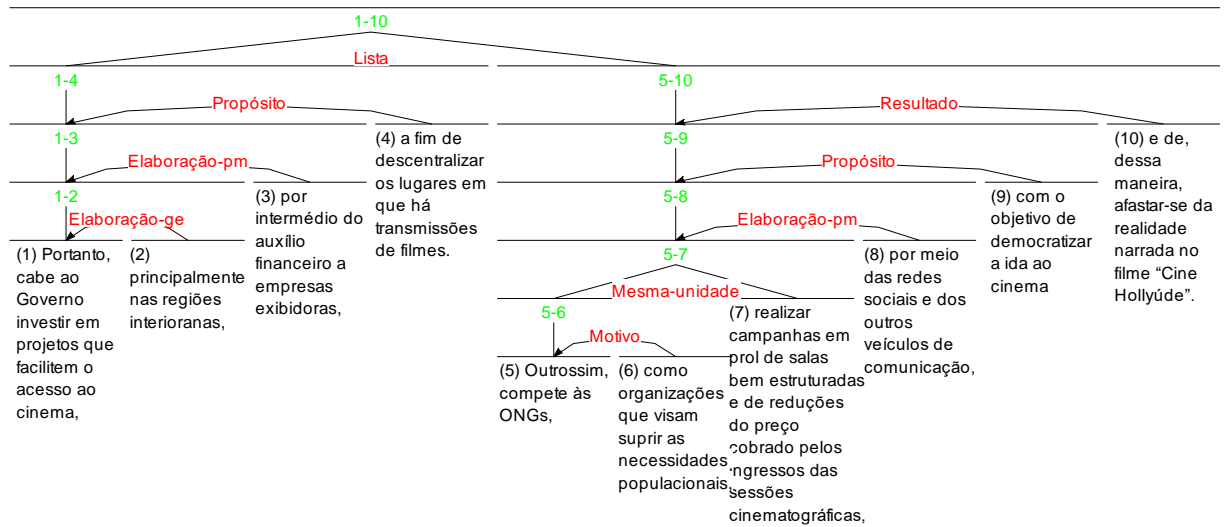 1-10
Lista
1-4
5-10
Propósito
Resultado
1-3
(4) a fim de
descentralizar
os lugares em
que há
transmissões
de filmes.
5-9
(10) e de,
dessa
maneira,
afastar-se da
realidade
narrada no
filme “Cine
Hollyúde”.
Elaboração-pm
Propósito
1-2
(3) por
intermédio do
auxílio
financeiro a
empresas
exibidoras,
5-8
(9) com o
objetivo de
democratizar
a ida ao
cinema
Elaboração-ge
Elaboração-pm
(1) Portanto,
cabe ao
Governo
investir em
projetos que
facilitem o
acesso ao
cinema,
(2)
principalmente
nas regiões
interioranas,
5-7
(8) por meio
das redes
sociais e dos
outros
veículos de
comunicação,
Mesma-unidade
5-6
(7) realizar
campanhas em
prol de salas
bem estruturadas
e de reduções
do preço
cobrado pelos
ingressos das
sessões
cinematográficas,
Motivo
(5) Outrossim,
compete às
ONGs,
(6) como
organizações
que visam
suprir as
necessidades
populacionais,